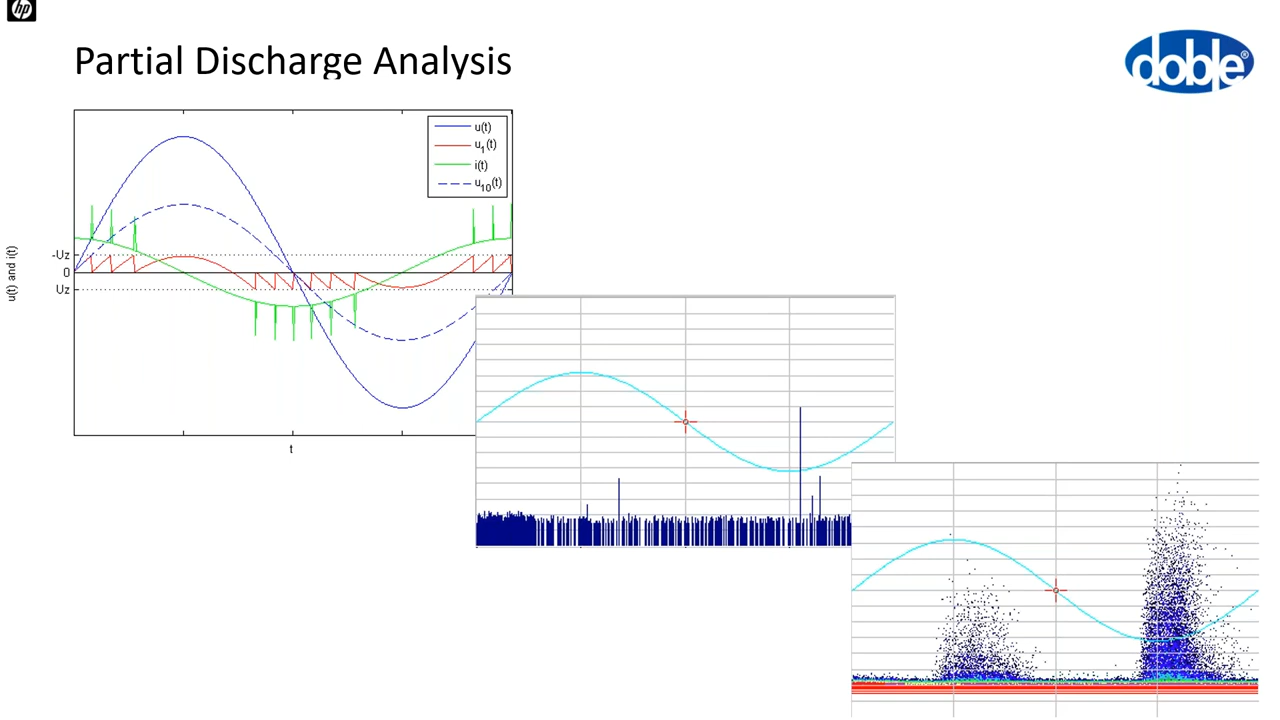 hp
Partial Discharge Analysis
doble®
u(t)
u1(t)
i(t)
u10(t)
u(t) and i(t)
-Uz
0
Uz
t